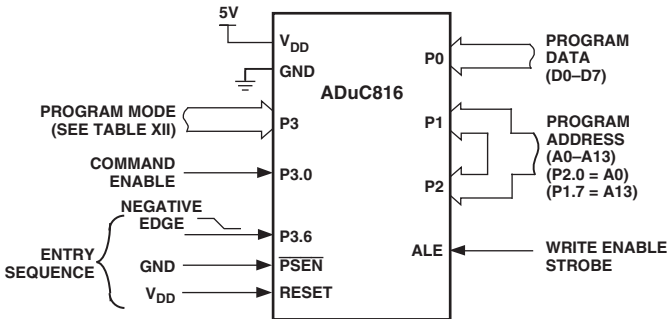 5V
V_DD
GND
ADuC816
PROGRAM MODE
(SEE TABLE XII)
P3
COMMAND
ENABLE
P3.0
NEGATIVE
EDGE
P3.6
ENTRY
SEQUENCE
GND
PSEN
V_DD
RESET
P0
PROGRAM
DATA
(D0–D7)
P1
P2
PROGRAM
ADDRESS
(A0–A13)
(P2.0 = A0)
(P1.7 = A13)
ALE
WRITE ENABLE
STROBE